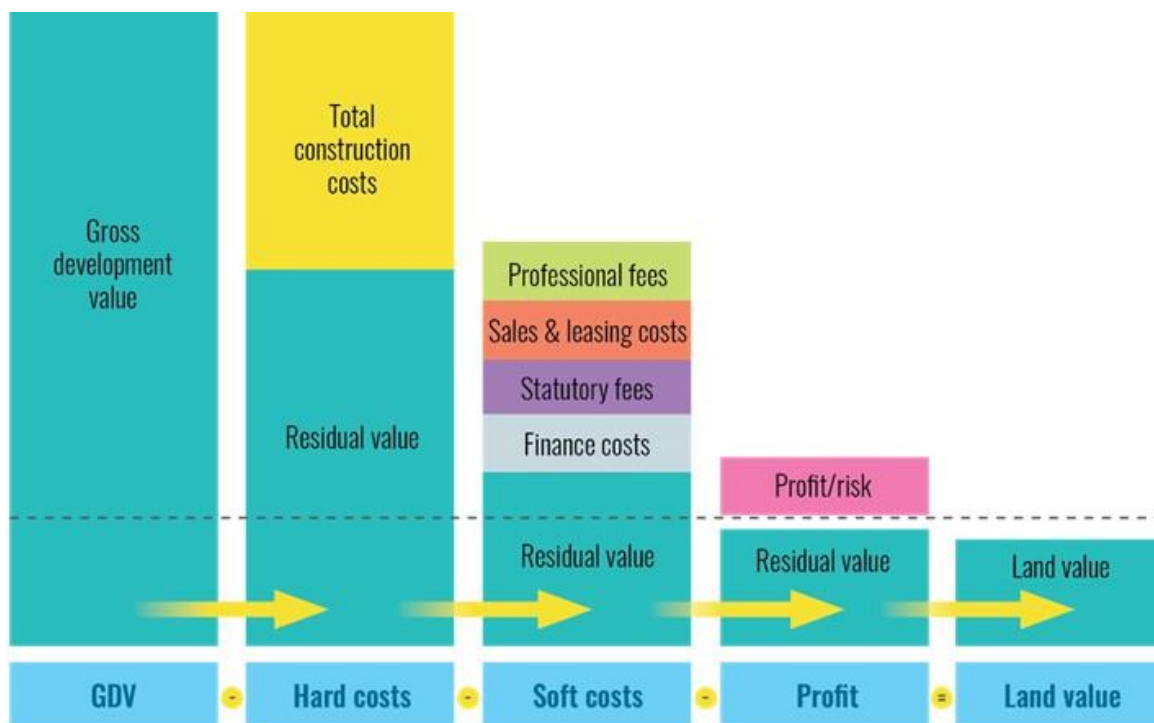 Gross
development
value
Total
construction
costs
Residual value
Professional fees
Sales & leasing costs
Statutory fees
Finance costs
Residual value
Profit/risk
Residual value
Land value
GDV - Hard costs - Soft costs - Profit = Land value